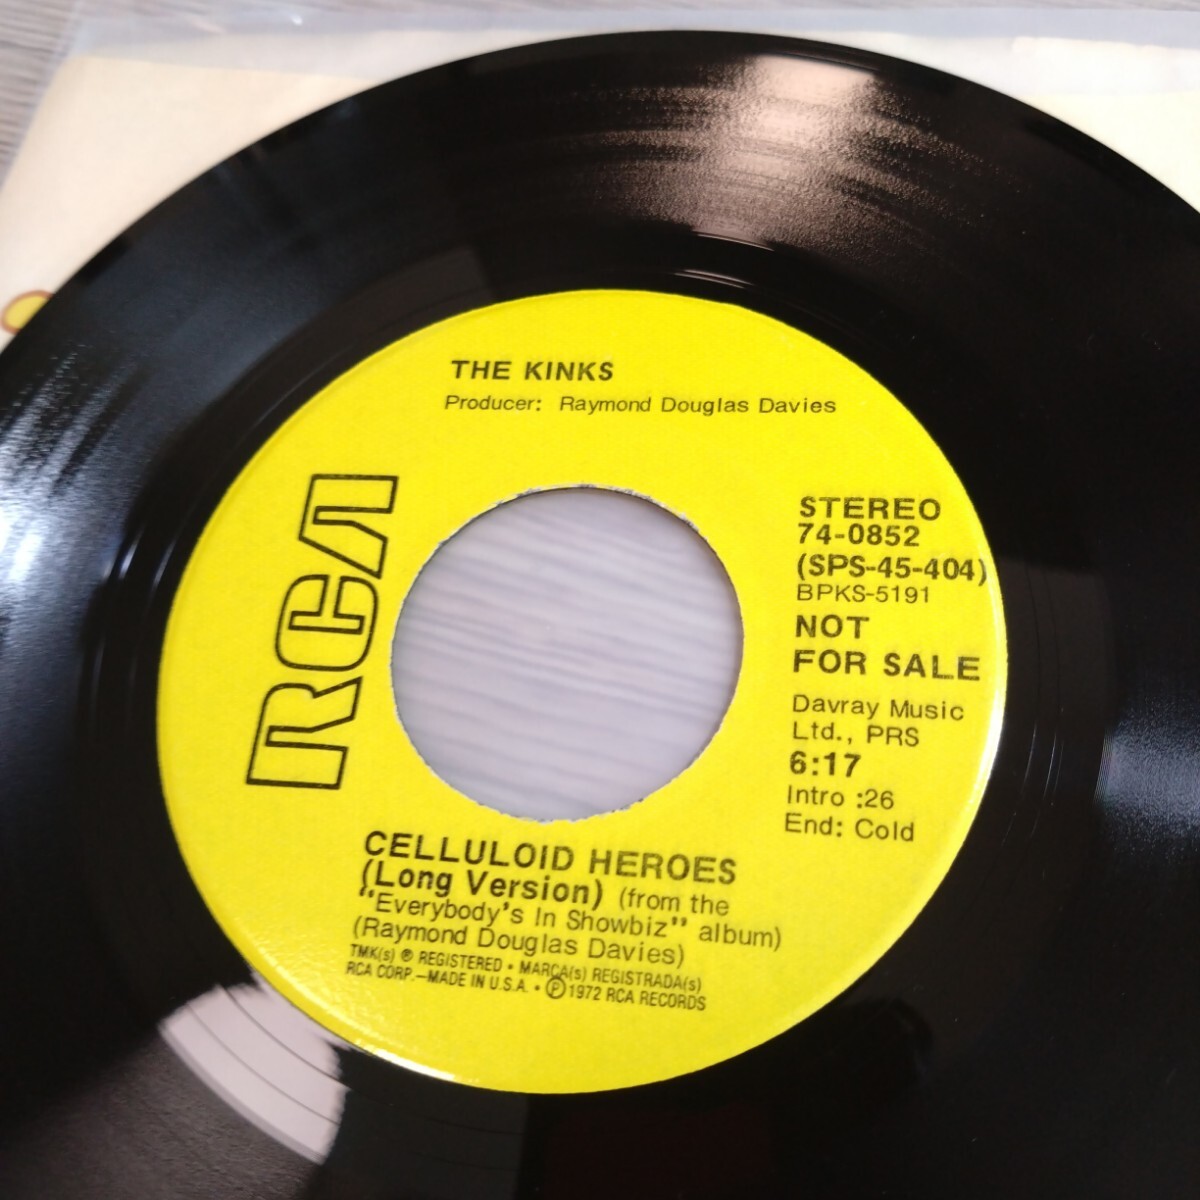 THE KINKS
Producer: Raymond Douglas Davies
RCA
STEREO
74-0852
(SPS-45-404)
BPKS-5191
NOT
FOR SALE
Davray Music
Ltd., PRS
6:17
Intro :26
End: Cold
CELLULOID HEROES
(Long Version) (from the
"Everybody's In Showbiz" album)
(Raymond Douglas Davies)
TMK(s) ® REGISTERED • MARCA(s) REGISTRADA(s)
RCA CORP.—MADE IN U.S.A. • ℗ 1972 RCA RECORDS